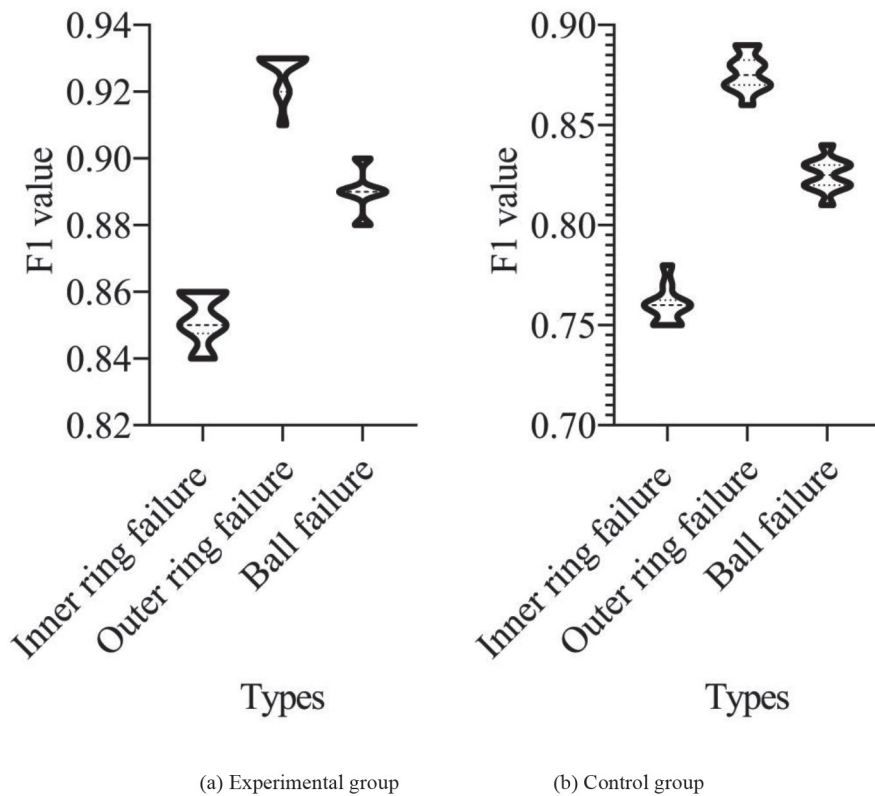 0.94
0.92
0.90
0.88
0.86
0.84
0.82
F1 value
Inner ring failure
Outer ring failure
Ball failure
Types
(a) Experimental group
0.90
0.85
0.80
0.75
0.70
F1 value
Inner ring failure
Outer ring failure
Ball failure
Types
(b) Control group